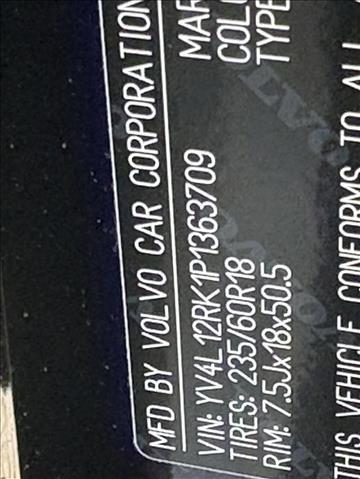 MFD BY VOLVO CAR CORPORATION
VIN: YV4L12RK1P1363709 MAR
TIRES: 235/60R18 COL
RIM: 7.5Jx18x50.5 TYPE
THIS VEHICLE CONFORMS TO ALL
VOLVO